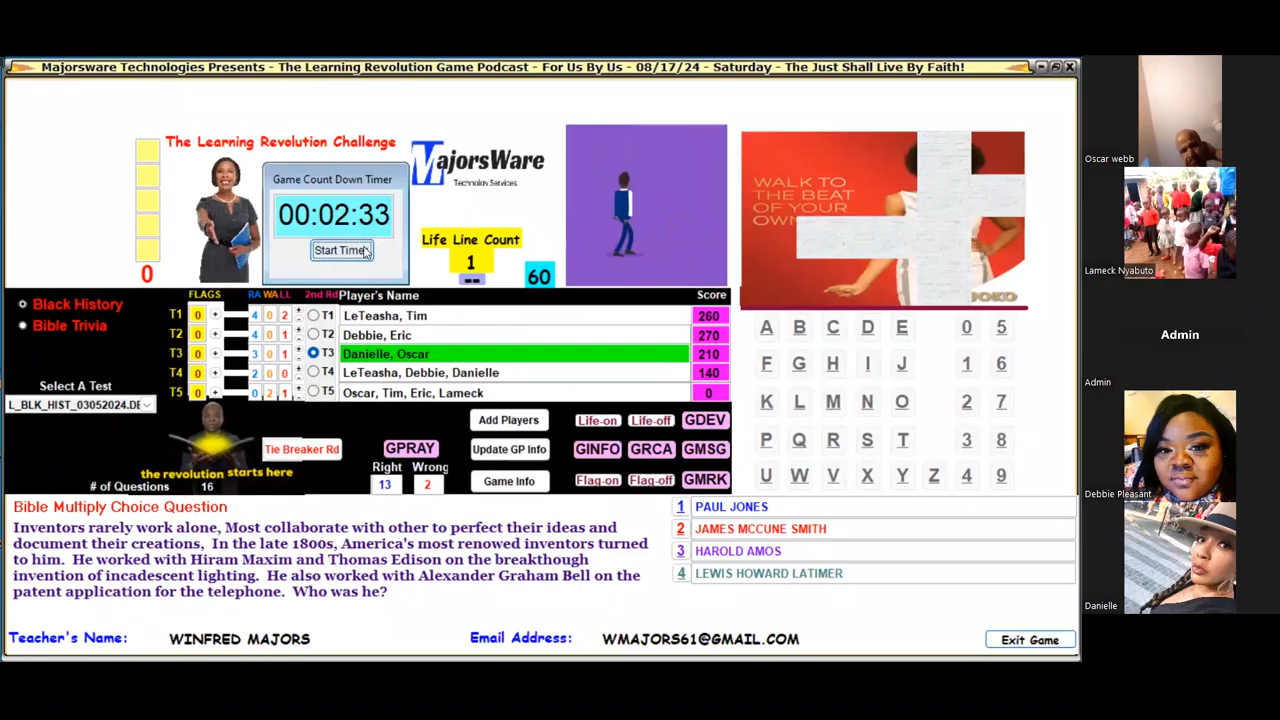 Majorsware Technologies Presents - The Learning Revolution Game Podcast - For Us By Us - 08/17/24 - Saturday - The Just Shall Live By Faith!
The Learning Revolution Challenge
0
Game Count Down Timer
00:02:33
Start Time
MajorsWare
Technology Services
Life Line Count
1
--
60
WALK TO
THE BEAT
OF YOUR
OWN
Black History
Bible Trivia
Select A Test
L_BLK_HIST_03052024.DE
FLAGS RA WA LL 2nd Rd Player's Name Score
T1 0 + 4 0 2 T1 LeTeasha, Tim 260
T2 0 + 4 0 1 T2 Debbie, Eric 270
T3 0 + 3 0 1 T3 Danielle, Oscar 210
T4 0 + 2 0 0 T4 LeTeasha, Debbie, Danielle 140
T5 0 + 0 2 1 T5 Oscar, Tim, Eric, Lameck 0
the revolution starts here
# of Questions 16
Tie Breaker Rd
GPRAY
Right Wrong
13 2
Add Players Life-on Life-off GDEV
Update GP Info GINFO GRCA GMSG
Game Info Flag-on Flag-off GMRK
A B C D E 0 5
F G H I J 1 6
K L M N O 2 7
P Q R S T 3 8
U W V X Y Z 4 9
Bible Multiply Choice Question
Inventors rarely work alone, Most collaborate with other to perfect their ideas and
document their creations, In the late 1800s, America's most renowned inventors turned
to him. He worked with Hiram Maxim and Thomas Edison on the breakthough
invention of incadescent lighting. He also worked with Alexander Graham Bell on the
patent application for the telephone. Who was he?
1 PAUL JONES
2 JAMES MCCUNE SMITH
3 HAROLD AMOS
4 LEWIS HOWARD LATIMER
Teacher's Name: WINFRED MAJORS Email Address: WMAJORS61@GMAIL.COM
Exit Game
Oscar webb
Lameck Nyabuto
Admin
Admin
Debbie Pleasant
Danielle